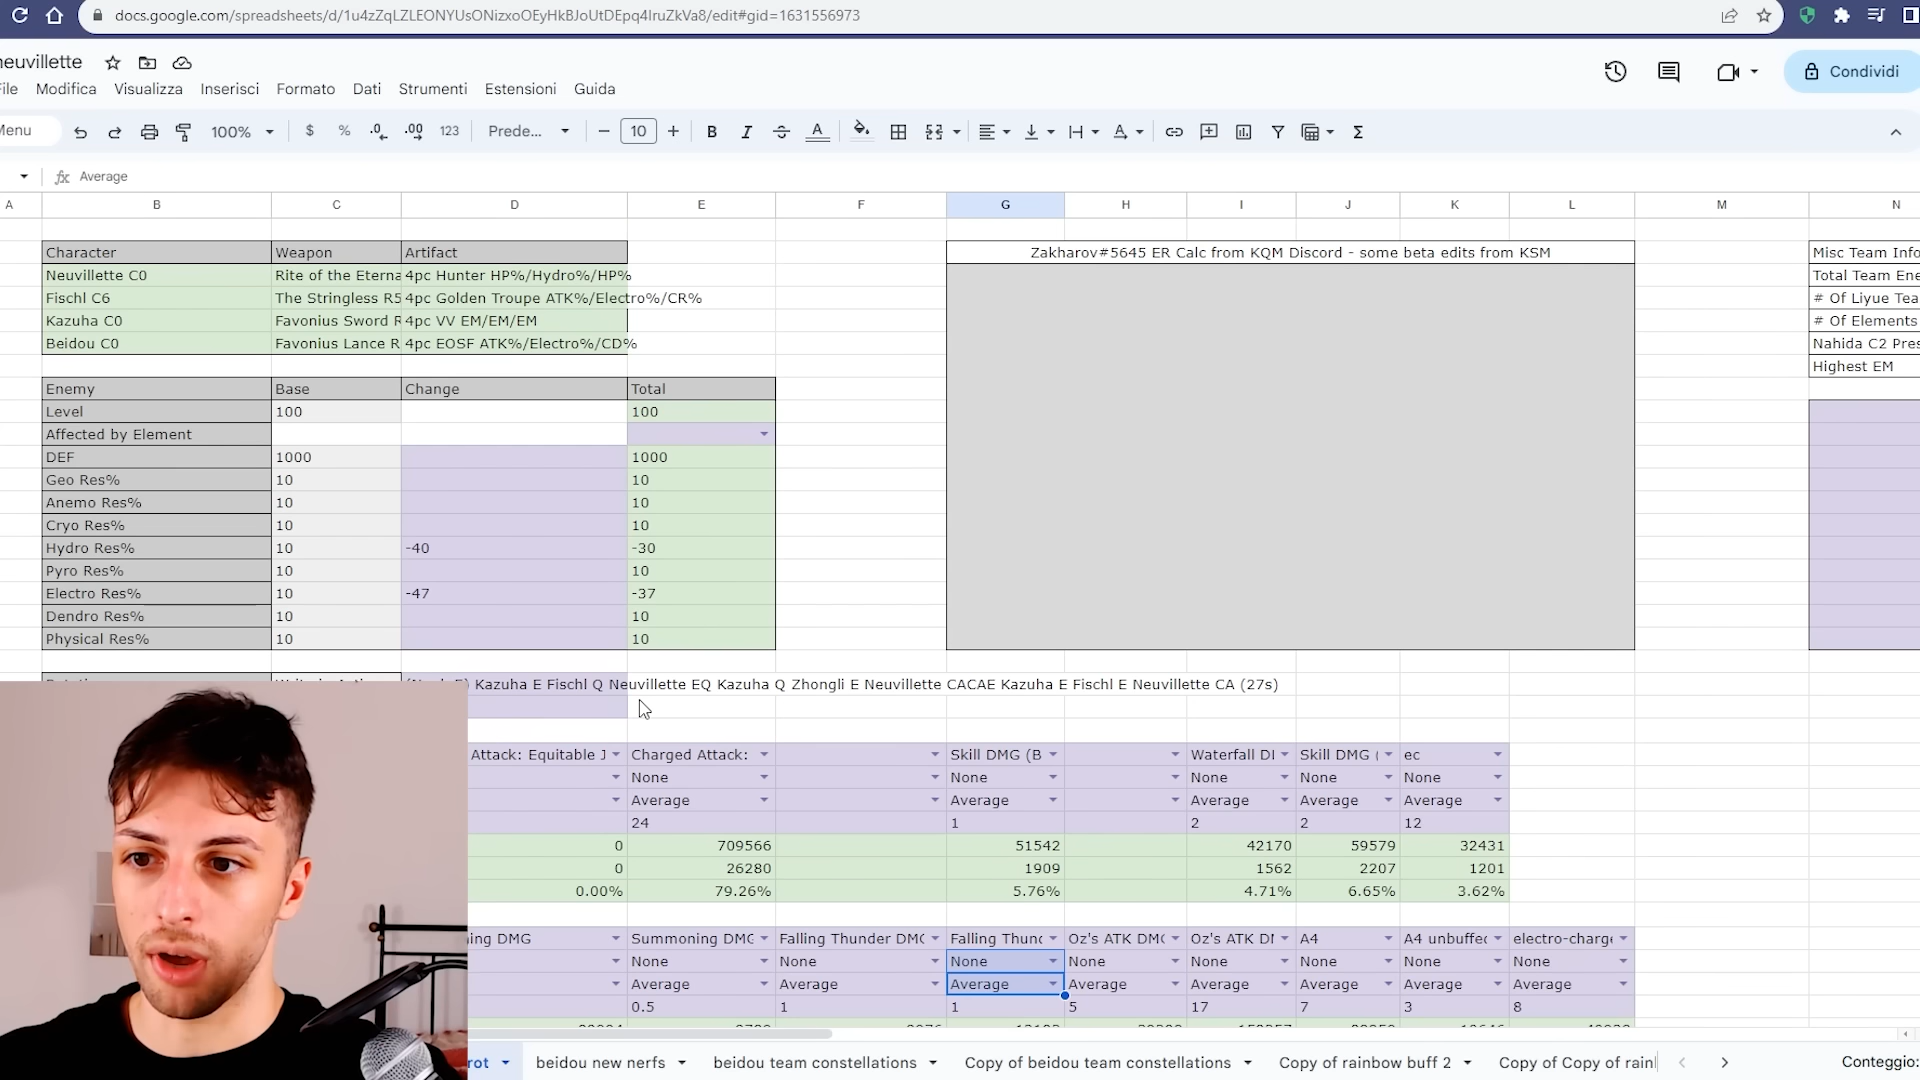 docs.google.com/spreadsheets/d/1u4zZqLZLEONYUsONizxoOEyHkBJoUtDEpq4lruZkVa8/edit#gid=1631556973
neuvillette
File Modifica Visualizza Inserisci Formato Dati Strumenti Estensioni Guida
Condividi
Menu 100% $ % .0 .00 123 Prede... 10
fx Average
A B C D E F G H I J K L M N
Character Weapon Artifact
Zakharov#5645 ER Calc from KQM Discord - some beta edits from KSM
Misc Team Info
Neuvillette C0 Rite of the Eterna 4pc Hunter HP%/Hydro%/HP%
Total Team Ene
Fischl C6 The Stringless R5 4pc Golden Troupe ATK%/Electro%/CR%
# Of Liyue Tea
Kazuha C0 Favonius Sword R 4pc VV EM/EM/EM
# Of Elements
Beidou C0 Favonius Lance R 4pc EOSF ATK%/Electro%/CD%
Nahida C2 Pres
Highest EM
Enemy Base Change Total
Level 100 100
Affected by Element
DEF 1000 1000
Geo Res% 10 10
Anemo Res% 10 10
Cryo Res% 10 10
Hydro Res% 10 -40 -30
Pyro Res% 10 10
Electro Res% 10 -47 -37
Dendro Res% 10 10
Physical Res% 10 10
Kazuha E Fischl Q Neuvillette EQ Kazuha Q Zhongli E Neuvillette CACAE Kazuha E Fischl E Neuvillette CA (27s)
Attack: Equitable J Charged Attack: Skill DMG (B Waterfall DI Skill DMG ( ec
None None None None None
Average Average Average Average Average
24 1 2 2 12
0 709566 51542 42170 59579 32431
0 26280 1909 1562 2207 1201
0.00% 79.26% 5.76% 4.71% 6.65% 3.62%
ing DMG Summoning DMG Falling Thunder DMG Falling Thund Oz's ATK DMG Oz's ATK DI A4 A4 unbuffed electro-charge
None None None None None None None None
Average Average Average Average Average Average Average Average
0.5 1 1 5 17 7 3 8
rot beidou new nerfs beidou team constellations Copy of beidou team constellations Copy of rainbow buff 2 Copy of Copy of rain Conteggio: